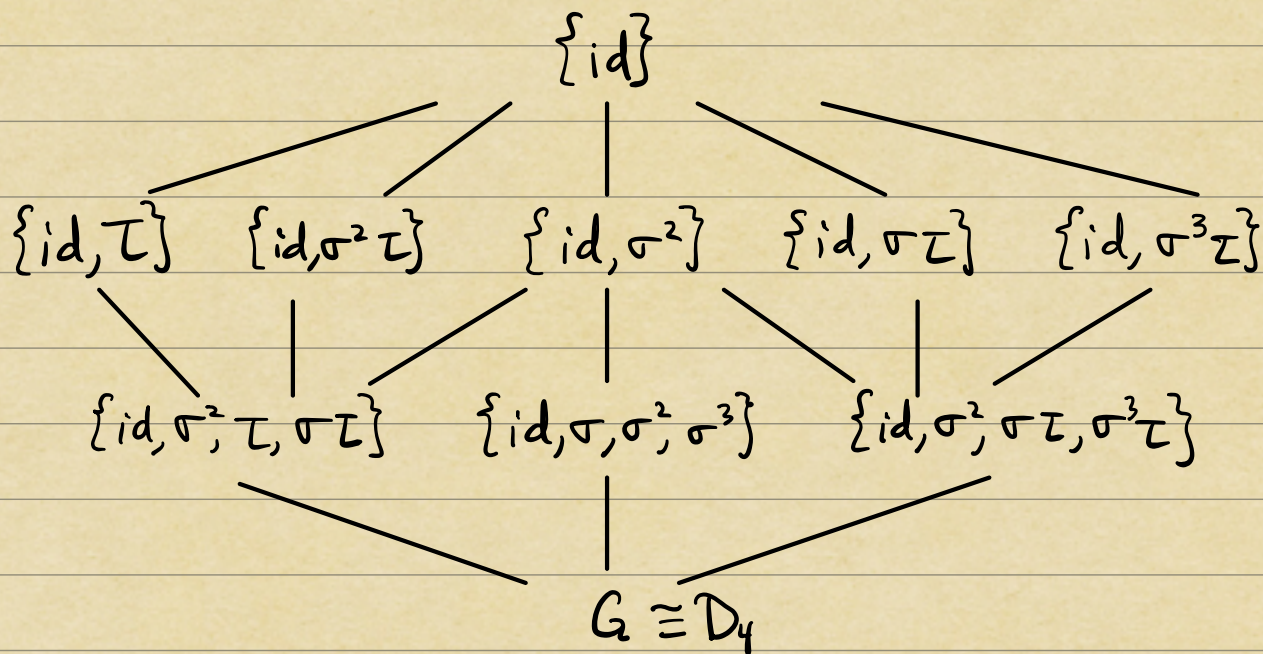 {id}
{id, τ} {id, σ² τ} {id, σ²} {id, στ} {id, σ³τ}
{id, σ², τ, στ} {id, σ, σ², σ³} {id, σ², στ, σ³τ}
G ≅ D₄